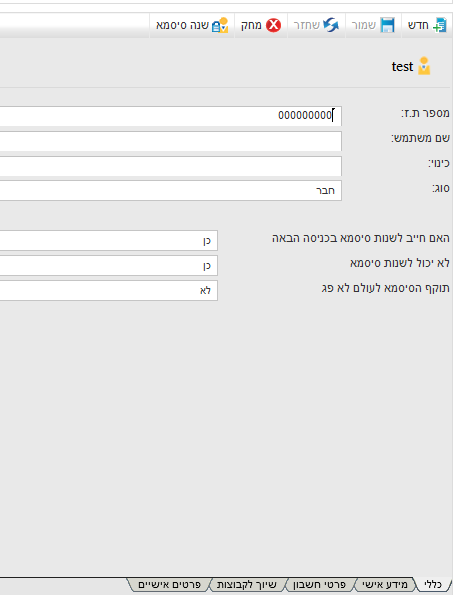 חדש שמור שחזר מחק שנה סיסמא
test
מספר ת.ז: 000000000
שם משתמש:
כינוי:
סוג: חבר
האם חייב לשנות סיסמא בכניסה הבאה כן
לא יכול לשנות סיסמא כן
תוקף הסיסמא לעולם לא פג לא
כללי מידע אישי פרטי חשבון שיוך לקבוצות פרטים אישיים